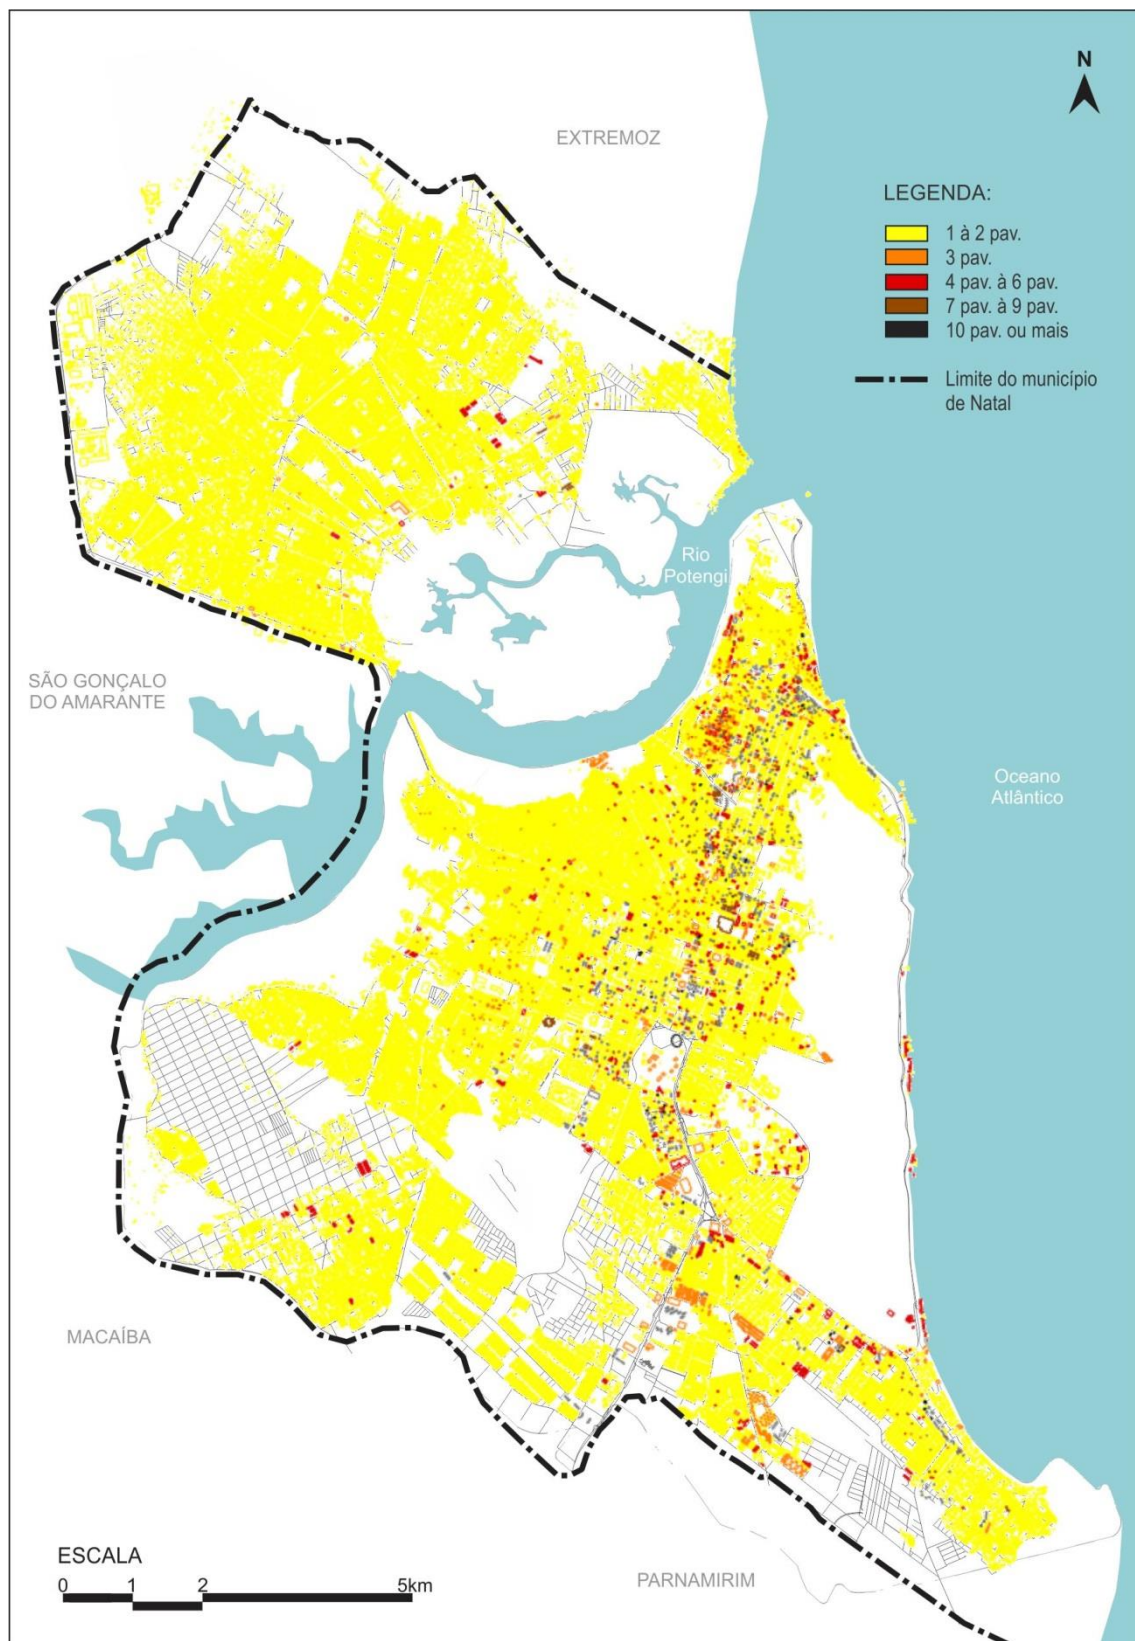 N
EXTREMOZ
LEGENDA:
1 à 2 pav.
3 pav.
4 pav. à 6 pav.
7 pav. à 9 pav.
10 pav. ou mais
Limite do município
de Natal
Rio
Potengi
SÃO GONÇALO
DO AMARANTE
Oceano
Atlântico
MACAÍBA
ESCALA
0 1 2 5km
PARNAMIRIM